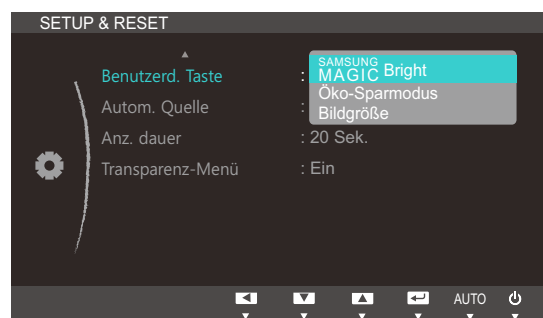 SETUP & RESET
Benutzerd. Taste : SAMSUNG MAGIC Bright
Autom. Quelle : Öko-Sparmodus
Bildgröße
Anz. dauer : 20 Sek.
Transparenz-Menü : Ein
AUTO